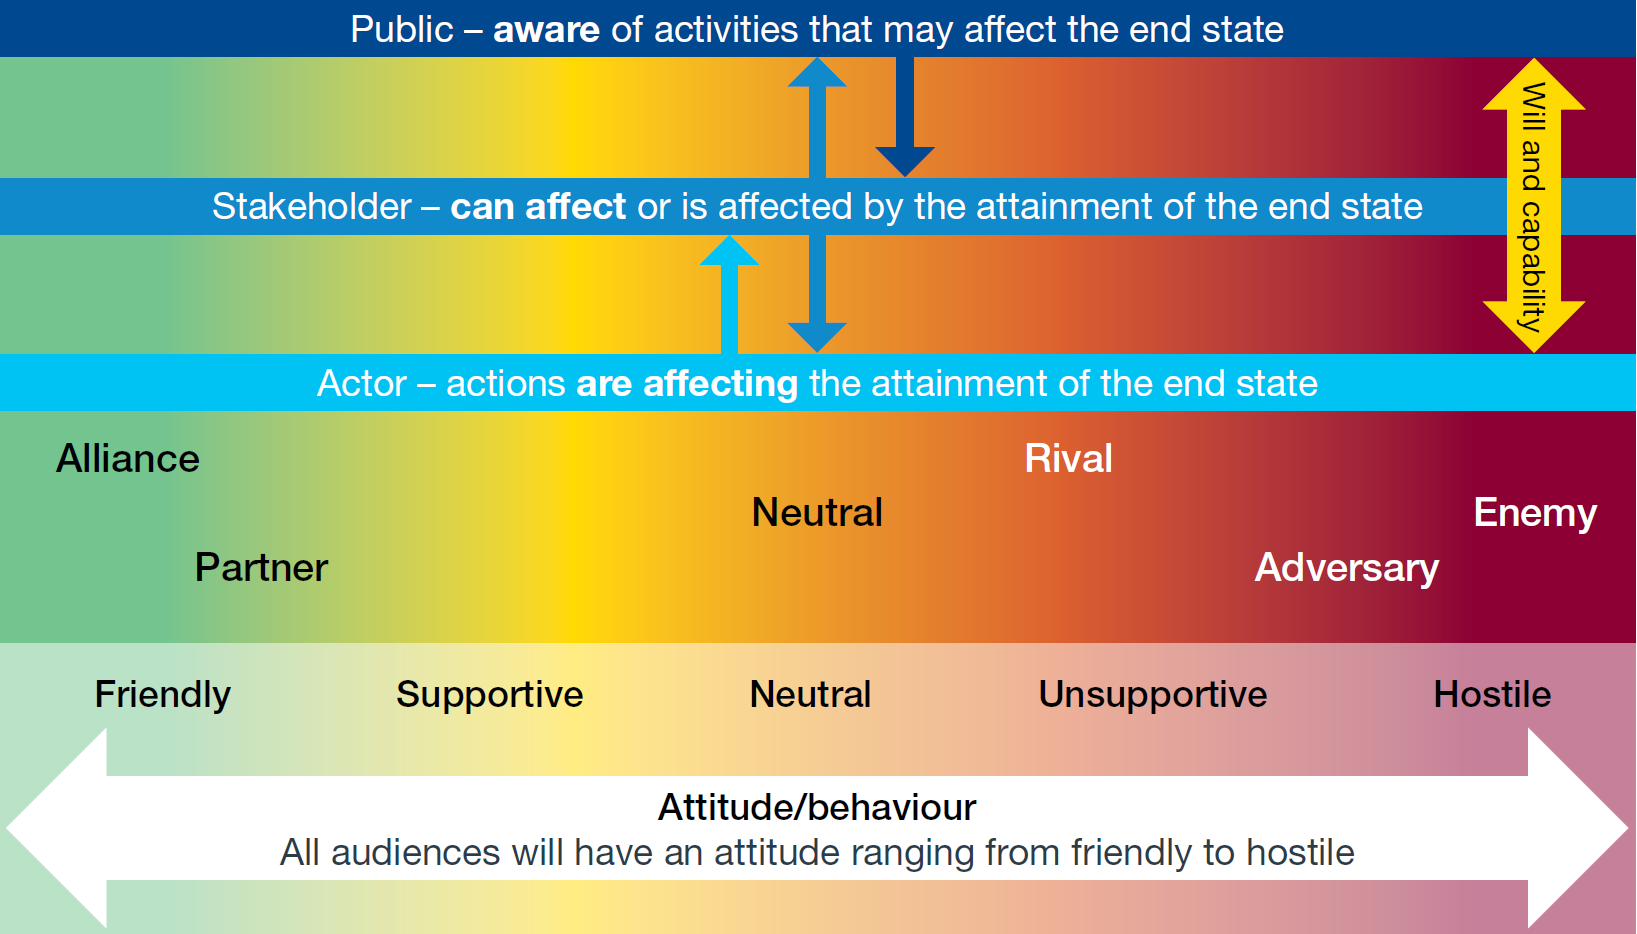 Public – aware of activities that may affect the end state
Will and capability
Stakeholder – can affect or is affected by the attainment of the end state
Actor – actions are affecting the attainment of the end state
Alliance
Rival
Neutral
Enemy
Partner
Adversary
Friendly
Supportive
Neutral
Unsupportive
Hostile
Attitude/behaviour
All audiences will have an attitude ranging from friendly to hostile